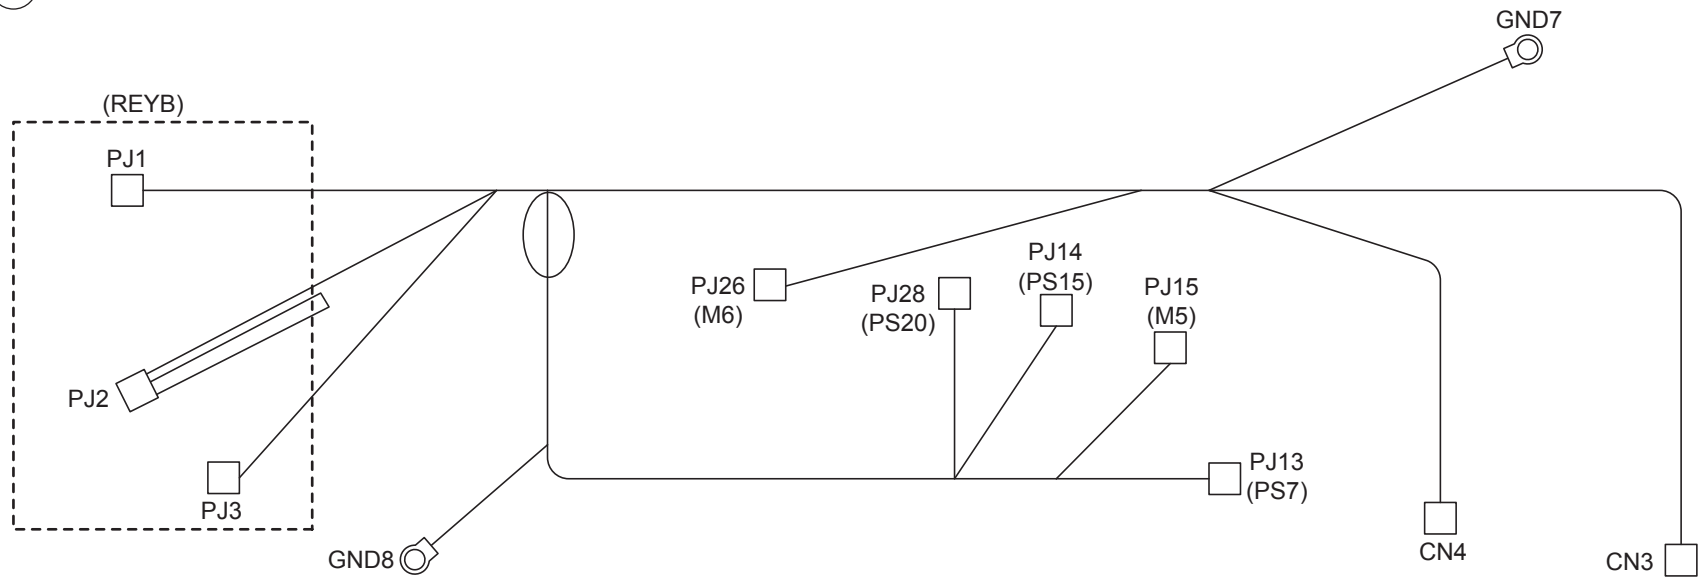 GND7
(REYB)
PJ1
PJ14
(PS15)
PJ26
(M6)
PJ28
(PS20)
PJ15
(M5)
PJ2
PJ13
(PS7)
PJ3
GND8
CN4
CN3